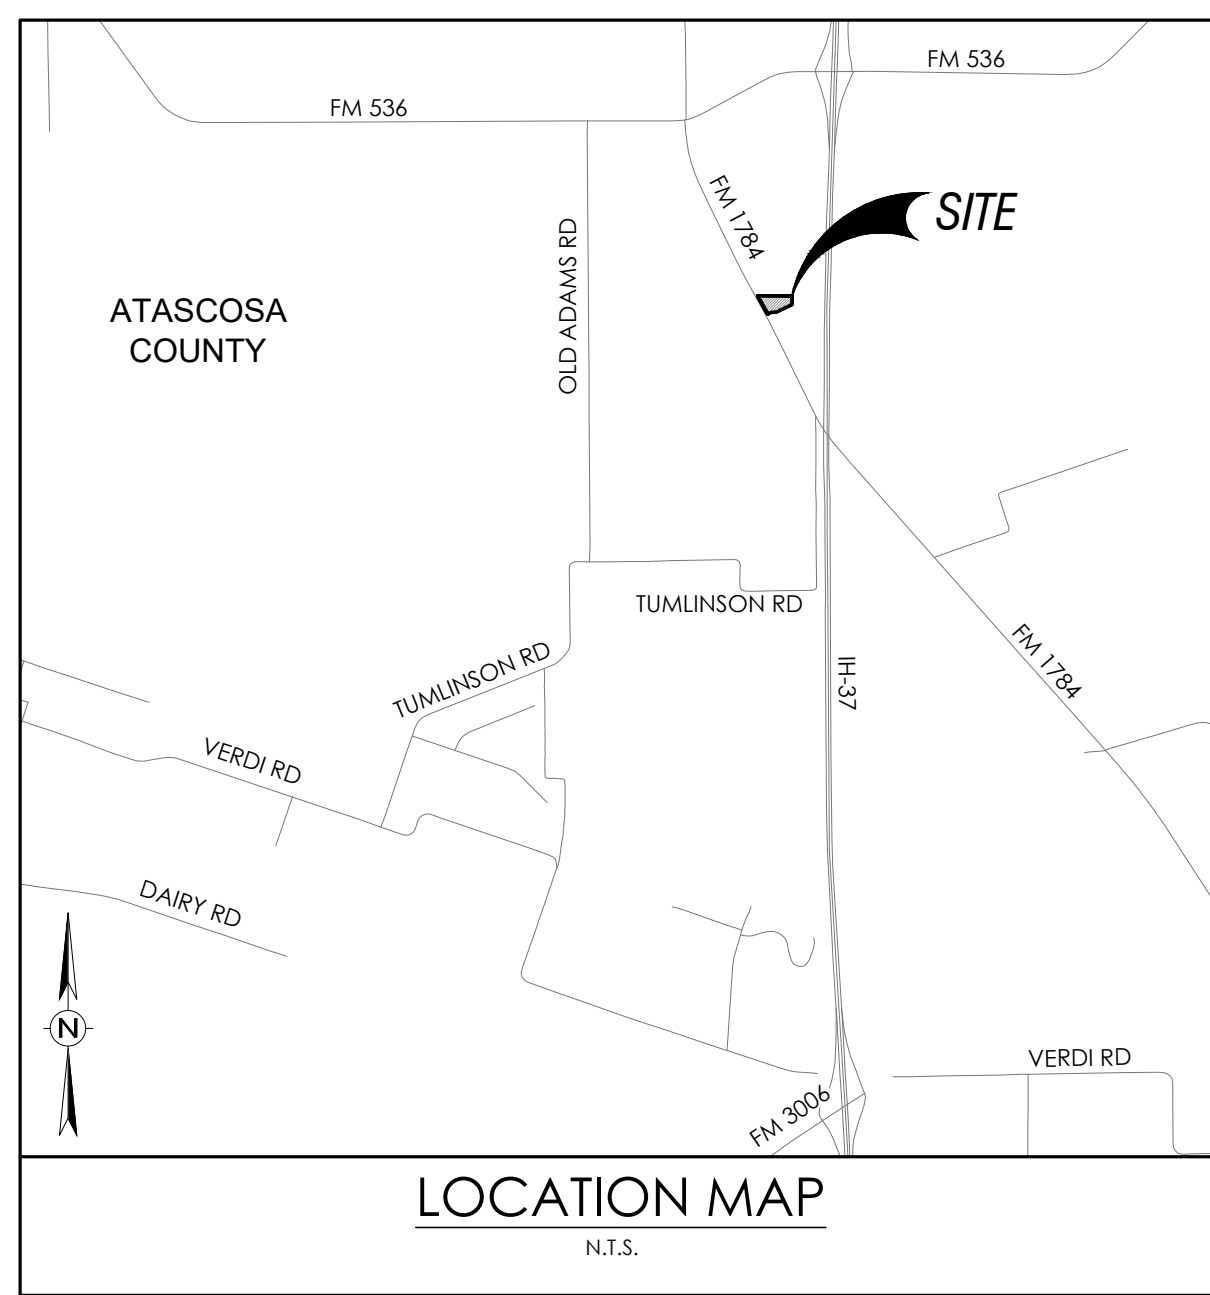 FM 536
FM 536
FM 1784
SITE
OLD ADAMS RD
ATASCOSA
COUNTY
TUMLINSON RD
FM 1784
TUMLINSON RD
IH-37
VERDI RD
DAIRY RD
N
VERDI RD
FM 3006
LOCATION MAP
N.T.S.